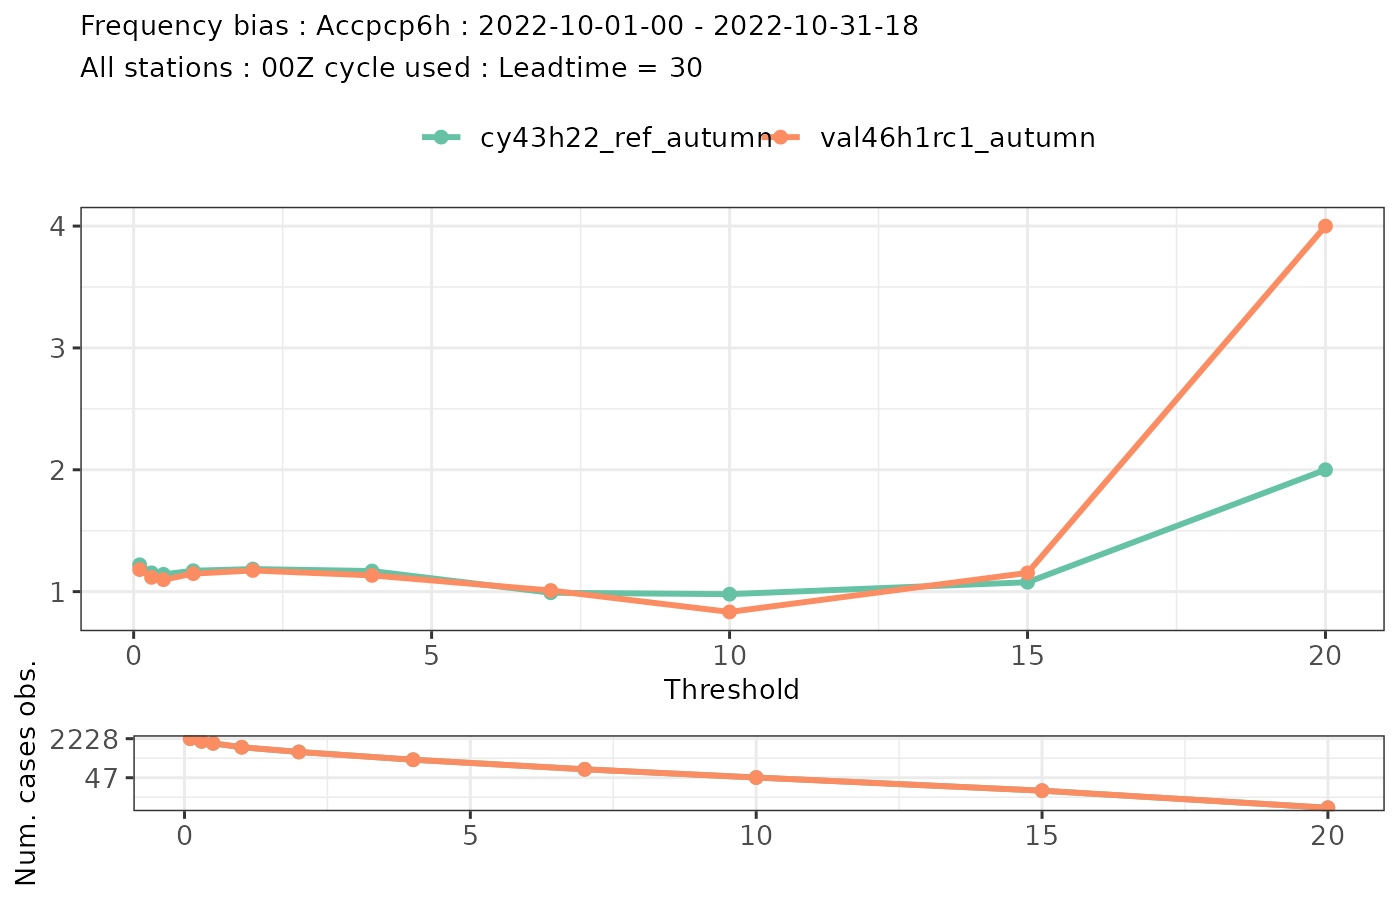 Frequency bias : Accpcp6h : 2022-10-01-00 - 2022-10-31-18
All stations : 00Z cycle used : Leadtime = 30
cy43h22_ref_autumn val46h1rc1_autumn
4
3
2
1
0 5 10 15 20
Threshold
Num. cases obs.
2228
47
0 5 10 15 20